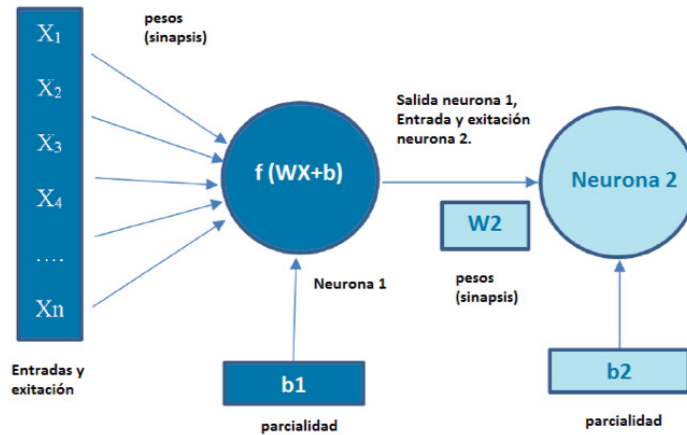 X₁
X₂
X₃
X₄
....
Xn
Entradas y
exitación
pesos
(sinapsis)
f (WX+b)
Neurona 1
b1
parcialidad
Salida neurona 1,
Entrada y exitación
neurona 2.
W2
pesos
(sinapsis)
Neurona 2
b2
parcialidad